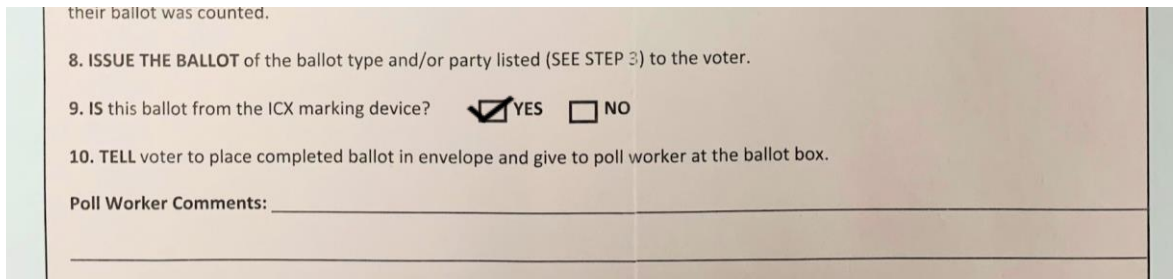 their ballot was counted.
8. ISSUE THE BALLOT of the ballot type and/or party listed (SEE STEP 3) to the voter.
9. IS this ballot from the ICX marking device? YES NO
10. TELL voter to place completed ballot in envelope and give to poll worker at the ballot box.
Poll Worker Comments: